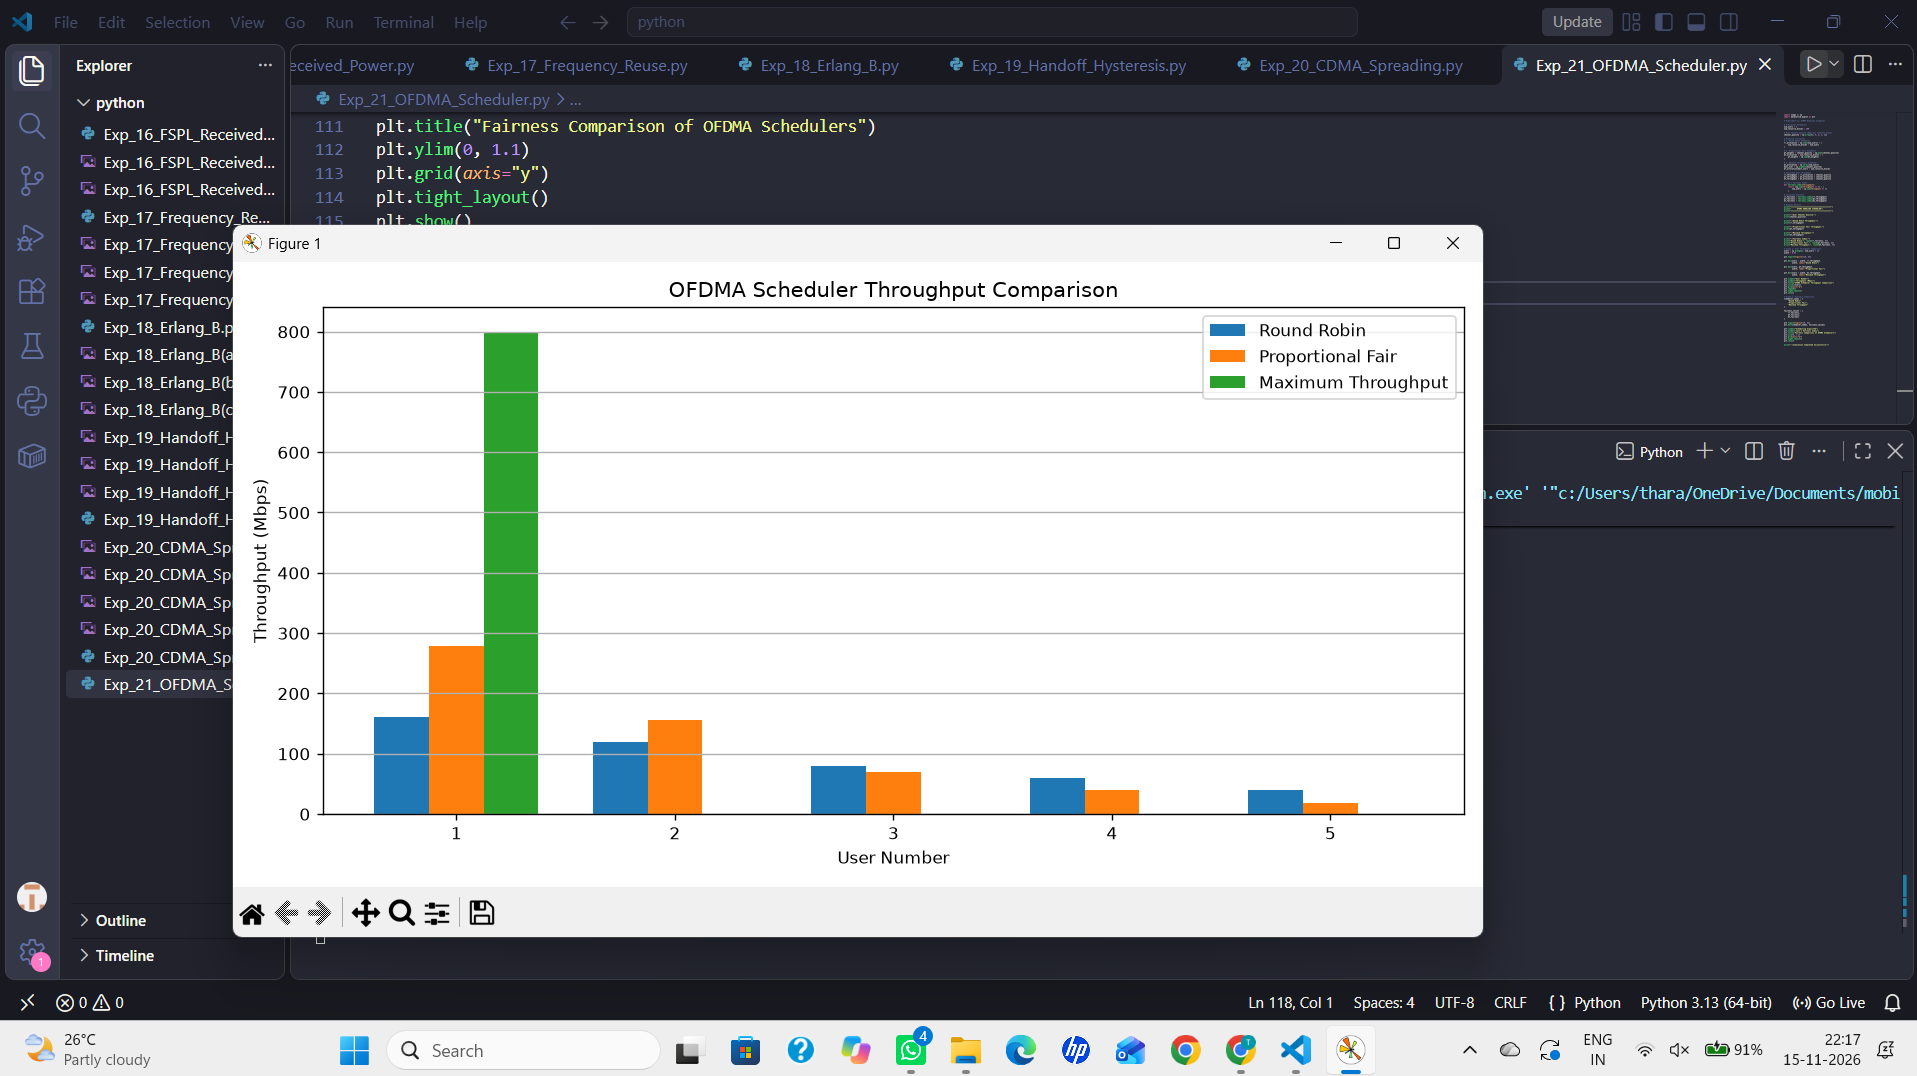 File Edit Selection View Go Run Terminal Help
python
Update
Explorer
python
Exp_16_FSPL_Received...
Exp_16_FSPL_Received...
Exp_16_FSPL_Received...
Exp_17_Frequency_Re...
Exp_17_Frequency
Exp_17_Frequency
Exp_17_Frequency
Exp_18_Erlang_B.p
Exp_18_Erlang_B(a
Exp_18_Erlang_B(b
Exp_18_Erlang_B(c
Exp_19_Handoff_H
Exp_19_Handoff_H
Exp_19_Handoff_H
Exp_19_Handoff_H
Exp_20_CDMA_Sp
Exp_20_CDMA_Sp
Exp_20_CDMA_Sp
Exp_20_CDMA_Sp
Exp_20_CDMA_Sp
Exp_21_OFDMA_S
Outline
Timeline
1
eceived_Power.py Exp_17_Frequency_Reuse.py Exp_18_Erlang_B.py Exp_19_Handoff_Hysteresis.py Exp_20_CDMA_Spreading.py Exp_21_OFDMA_Scheduler.py
Exp_21_OFDMA_Scheduler.py > ...
111 plt.title("Fairness Comparison of OFDMA Schedulers")
112 plt.ylim(0, 1.1)
113 plt.grid(axis="y")
114 plt.tight_layout()
115 plt.show()
Figure 1
OFDMA Scheduler Throughput Comparison
Round Robin
Proportional Fair
Maximum Throughput
Throughput (Mbps)
800
700
600
500
400
300
200
100
0
1 2 3 4 5
User Number
Python
.exe' '"c:/Users/thara/OneDrive/Documents/mobi
0 0
Ln 118, Col 1 Spaces: 4 UTF-8 CRLF { } Python Python 3.13 (64-bit) Go Live
26°C
Partly cloudy
Search
4
ENG
IN
91%
22:17
15-11-2026